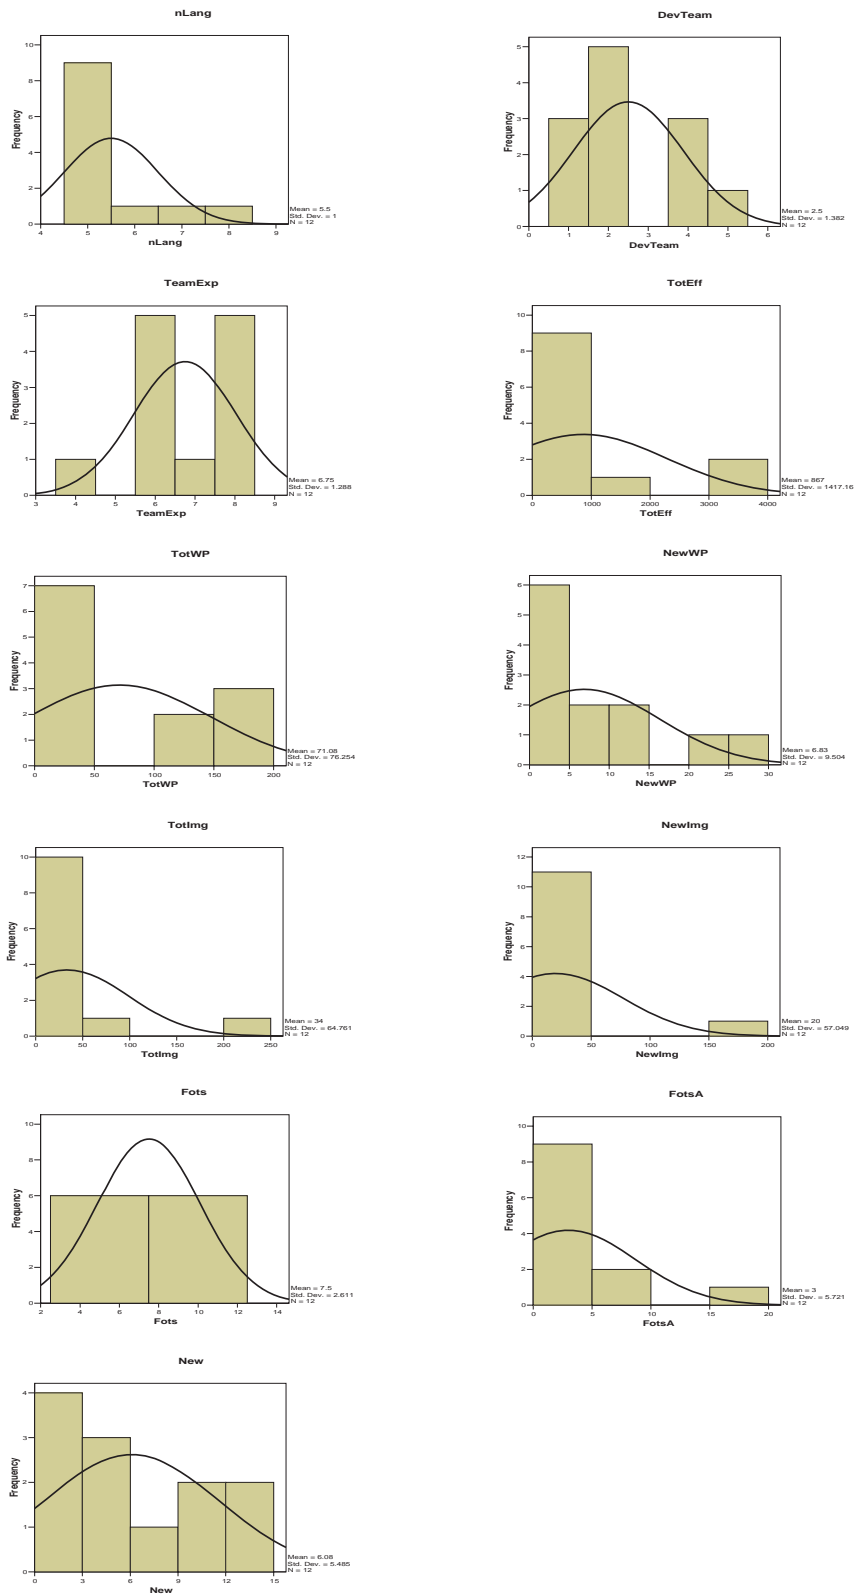 nLang
Frequency
10
8
6
4
2
0
4 5 6 7 8 9
nLang
Mean = 5.5
Std. Dev. = 1
N = 12
DevTeam
Frequency
5
4
3
2
1
0
0 1 2 3 4 5 6
DevTeam
Mean = 2.5
Std. Dev. = 1.382
N = 12
TeamExp
Frequency
5
4
3
2
1
0
3 4 5 6 7 8 9
TeamExp
Mean = 6.75
Std. Dev. = 1.288
N = 12
TotEff
Frequency
10
8
6
4
2
0
0 1000 2000 3000 4000
TotEff
Mean = 867
Std. Dev. = 1417.16
N = 12
TotWP
Frequency
7
6
5
4
3
2
1
0
0 50 100 150 200
TotWP
Mean = 71.08
Std. Dev. = 76.254
N = 12
NewWP
Frequency
6
5
4
3
2
1
0
0 5 10 15 20 25 30
NewWP
Mean = 6.83
Std. Dev. = 9.504
N = 12
TotImg
Frequency
10
8
6
4
2
0
0 50 100 150 200 250
TotImg
Mean = 34
Std. Dev. = 64.761
N = 12
NewImg
Frequency
12
10
8
6
4
2
0
0 50 100 150 200
NewImg
Mean = 20
Std. Dev. = 57.049
N = 12
Fots
Frequency
10
8
6
4
2
0
2 4 6 8 10 12 14
Fots
Mean = 7.5
Std. Dev. = 2.611
N = 12
FotsA
Frequency
10
8
6
4
2
0
0 5 10 15 20
FotsA
Mean = 3
Std. Dev. = 5.721
N = 12
New
Frequency
4
3
2
1
0
0 3 6 9 12 15
New
Mean = 6.08
Std. Dev. = 5.485
N = 12